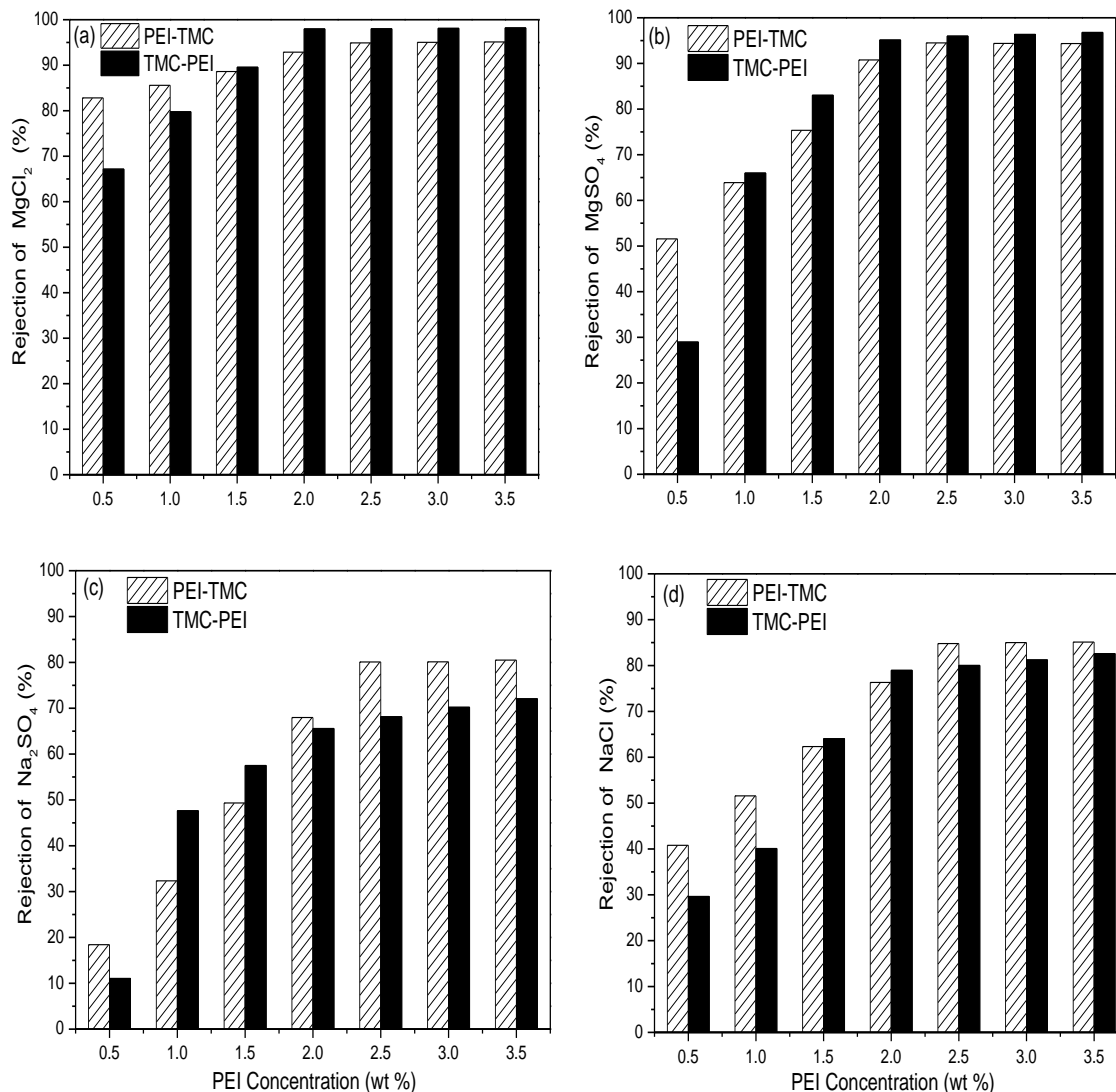 (a)
PEI-TMC
TMC-PEI
Rejection of MgCl₂ (%)
100
90
80
70
60
50
40
30
20
10
0
0.5 1.0 1.5 2.0 2.5 3.0 3.5
(b)
PEI-TMC
TMC-PEI
Rejection of MgSO₄ (%)
100
90
80
70
60
50
40
30
20
10
0
0.5 1.0 1.5 2.0 2.5 3.0 3.5
(c)
PEI-TMC
TMC-PEI
Rejection of Na₂SO₄ (%)
100
90
80
70
60
50
40
30
20
10
0
0.5 1.0 1.5 2.0 2.5 3.0 3.5
PEI Concentration (wt %)
(d)
PEI-TMC
TMC-PEI
Rejection of NaCl (%)
100
90
80
70
60
50
40
30
20
10
0
0.5 1.0 1.5 2.0 2.5 3.0 3.5
PEI Concentration (wt %)